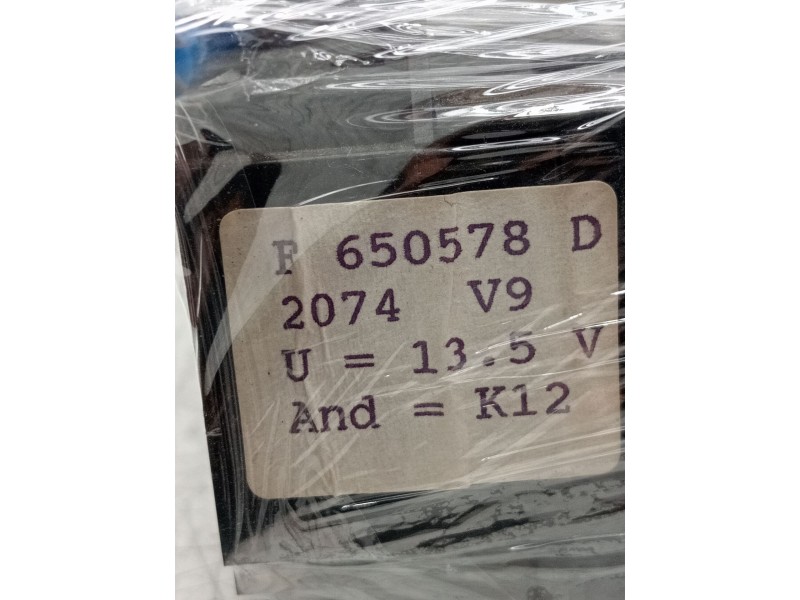 F 650578 D
2074 V9
U = 13.5 V
And = K12